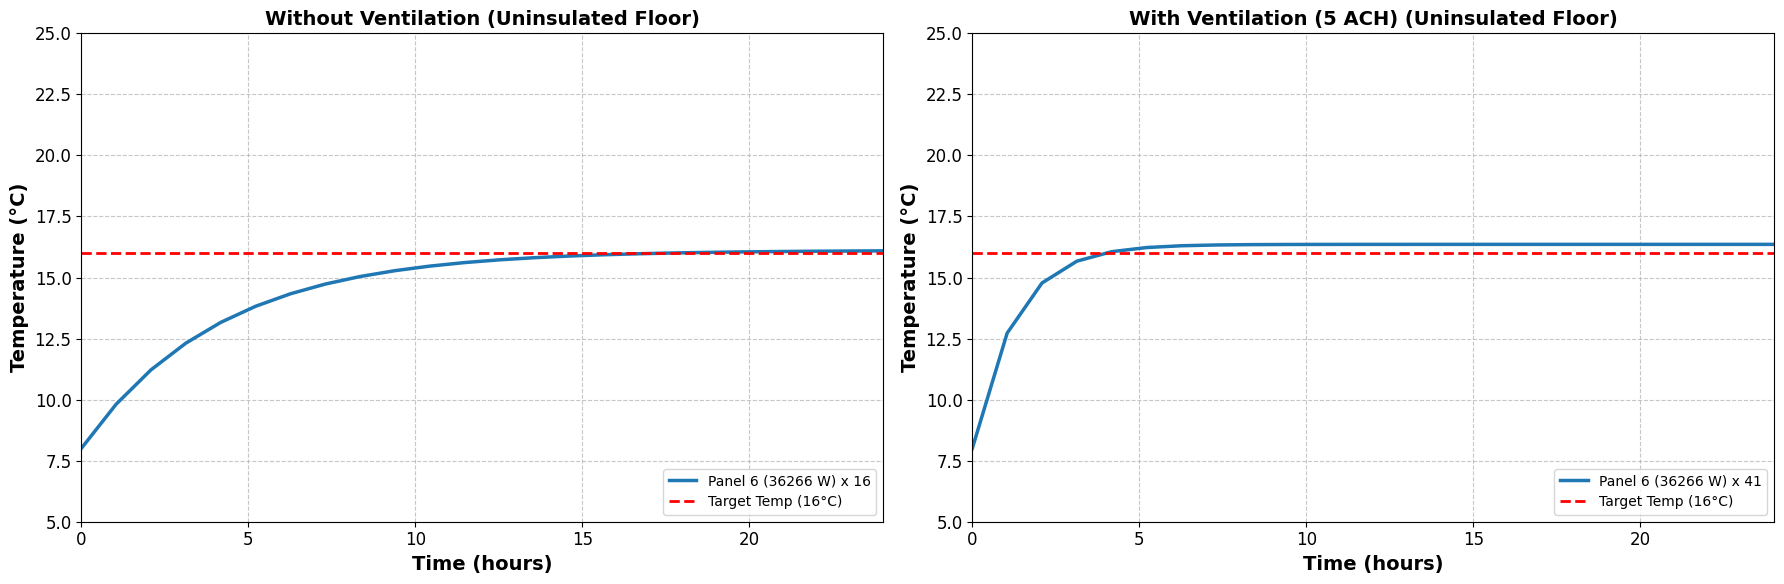 Without Ventilation (Uninsulated Floor)
25.0
22.5
20.0
17.5
15.0
12.5
10.0
7.5
5.0
Temperature (°C)
0 5 10 15 20
Time (hours)
Panel 6 (36266 W) x 16
Target Temp (16°C)
With Ventilation (5 ACH) (Uninsulated Floor)
25.0
22.5
20.0
17.5
15.0
12.5
10.0
7.5
5.0
Temperature (°C)
0 5 10 15 20
Time (hours)
Panel 6 (36266 W) x 41
Target Temp (16°C)